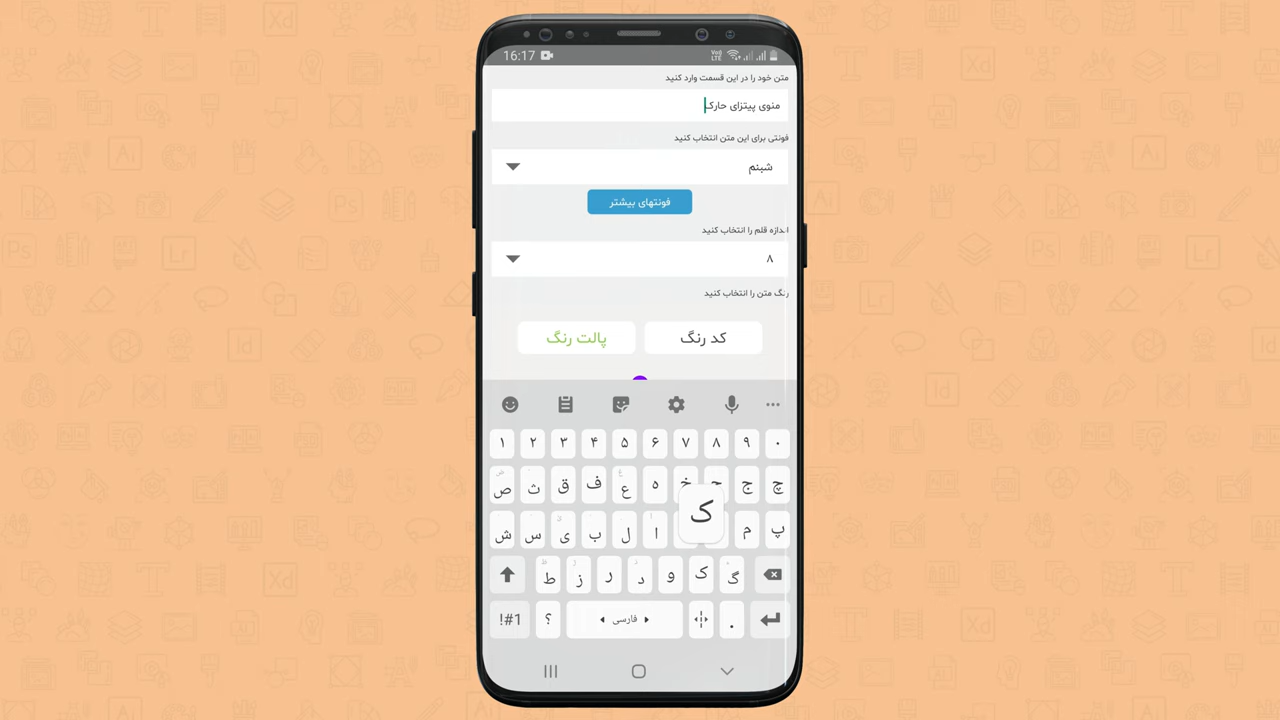 16:17
متن خود را در این قسمت وارد کنید
منوی پیتزای حارک
فونتی برای این متن انتخاب کنید
شبنم
فونتهای بیشتر
اندازه قلم را انتخاب کنید
۸
رنگ متن را انتخاب کنید
پالت رنگ
کد رنگ
۱ ۲ ۳ ۴ ۵ ۶ ۷ ۸ ۹ ۰
ص ث ق ف ع ه خ ح ج چ
ش س ی ب ل ا ک م پ
ط ز ر د و ک گ
!#1 ؟ فارسی .